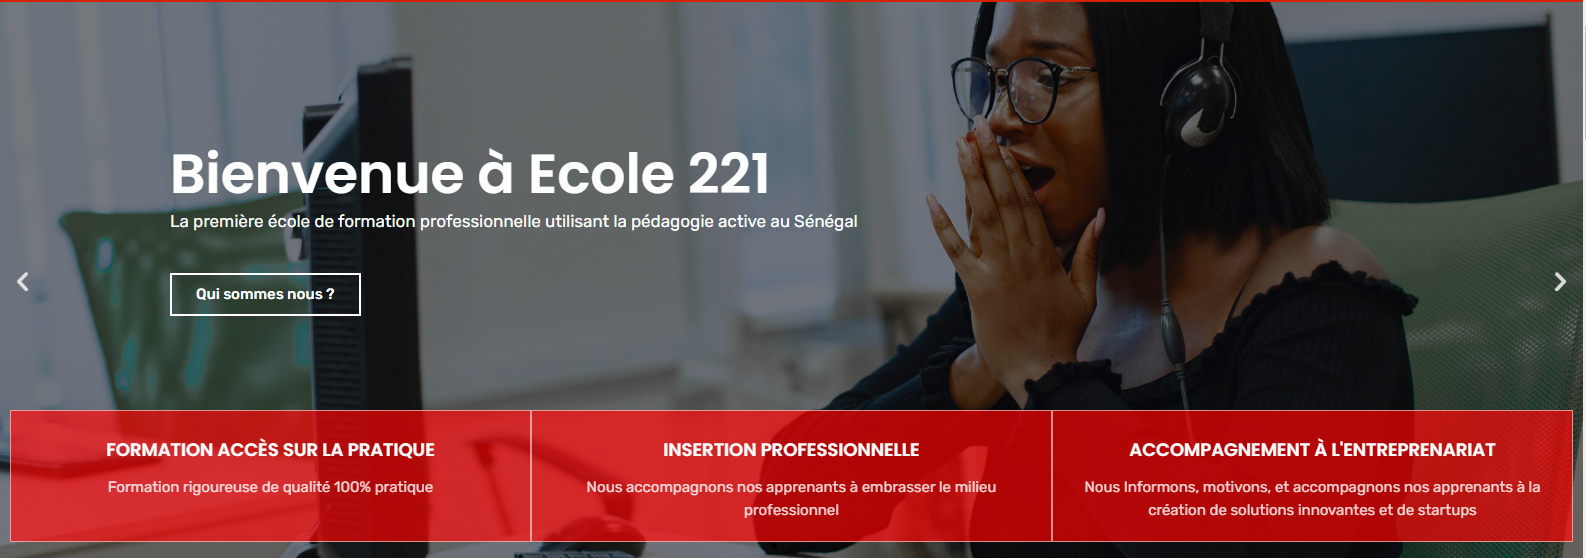 Bienvenue à Ecole 221
La première école de formation professionnelle utilisant la pédagogie active au Sénégal
Qui sommes nous ?
FORMATION ACCÈS SUR LA PRATIQUE
Formation rigoureuse de qualité 100% pratique
INSERTION PROFESSIONNELLE
Nous accompagnons nos apprenants à embrasser le milieu
professionnel
ACCOMPAGNEMENT À L'ENTREPRENARIAT
Nous Informons, motivons, et accompagnons nos apprenants à la
création de solutions innovantes et de startups